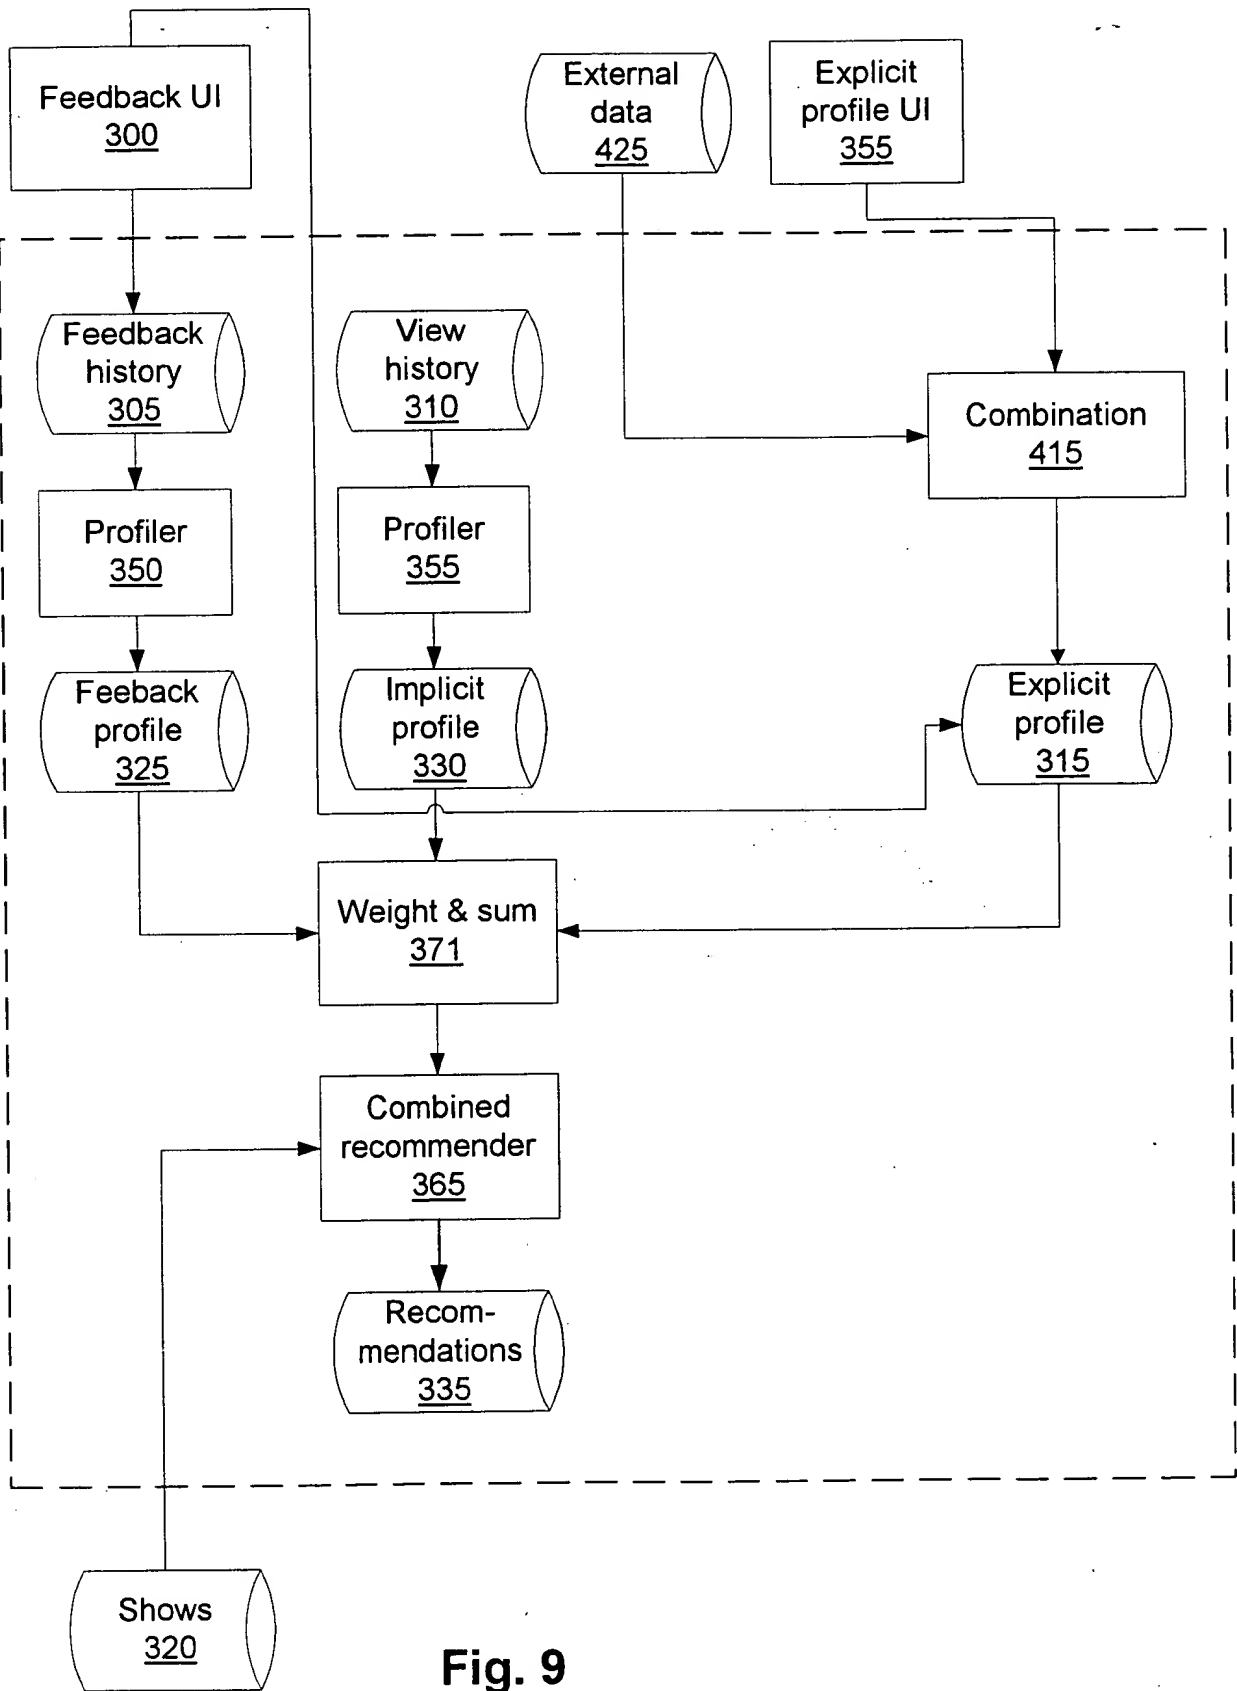 Feedback UI
300
External
data
425
Explicit
profile UI
355
Feedback
history
305
View
history
310
Combination
415
Profiler
350
Profiler
355
Feeback
profile
325
Implicit
profile
330
Explicit
profile
315
Weight & sum
371
Combined
recommender
365
Recom-
mendations
335
Shows
320
Fig. 9